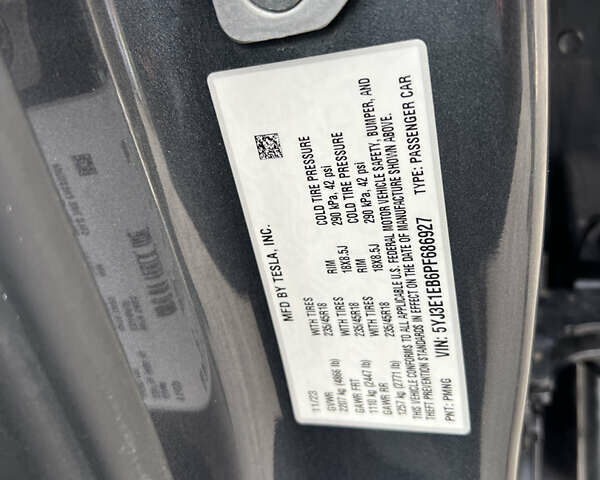 MFD BY TESLA, INC.
11/23
GVWR WITH TIRES RIM COLD TIRE PRESSURE
2207 kg (4866 lb) 235/45R18 18X8.5J 290 kPa, 42 psi
GAWR FRT WITH TIRES RIM COLD TIRE PRESSURE
1110 kg (2447 lb) 235/45R18 18X8.5J 290 kPa, 42 psi
GAWR RR WITH TIRES
1257 kg (2771 lb) 235/45R18
THIS VEHICLE CONFORMS TO ALL APPLICABLE U.S. FEDERAL MOTOR VEHICLE SAFETY, BUMPER, AND
THEFT PREVENTION STANDARDS IN EFFECT ON THE DATE OF MANUFACTURE SHOWN ABOVE.
VIN: 5YJ3E1EB6PF686927 TYPE: PASSENGER CAR
PNT: PMNG